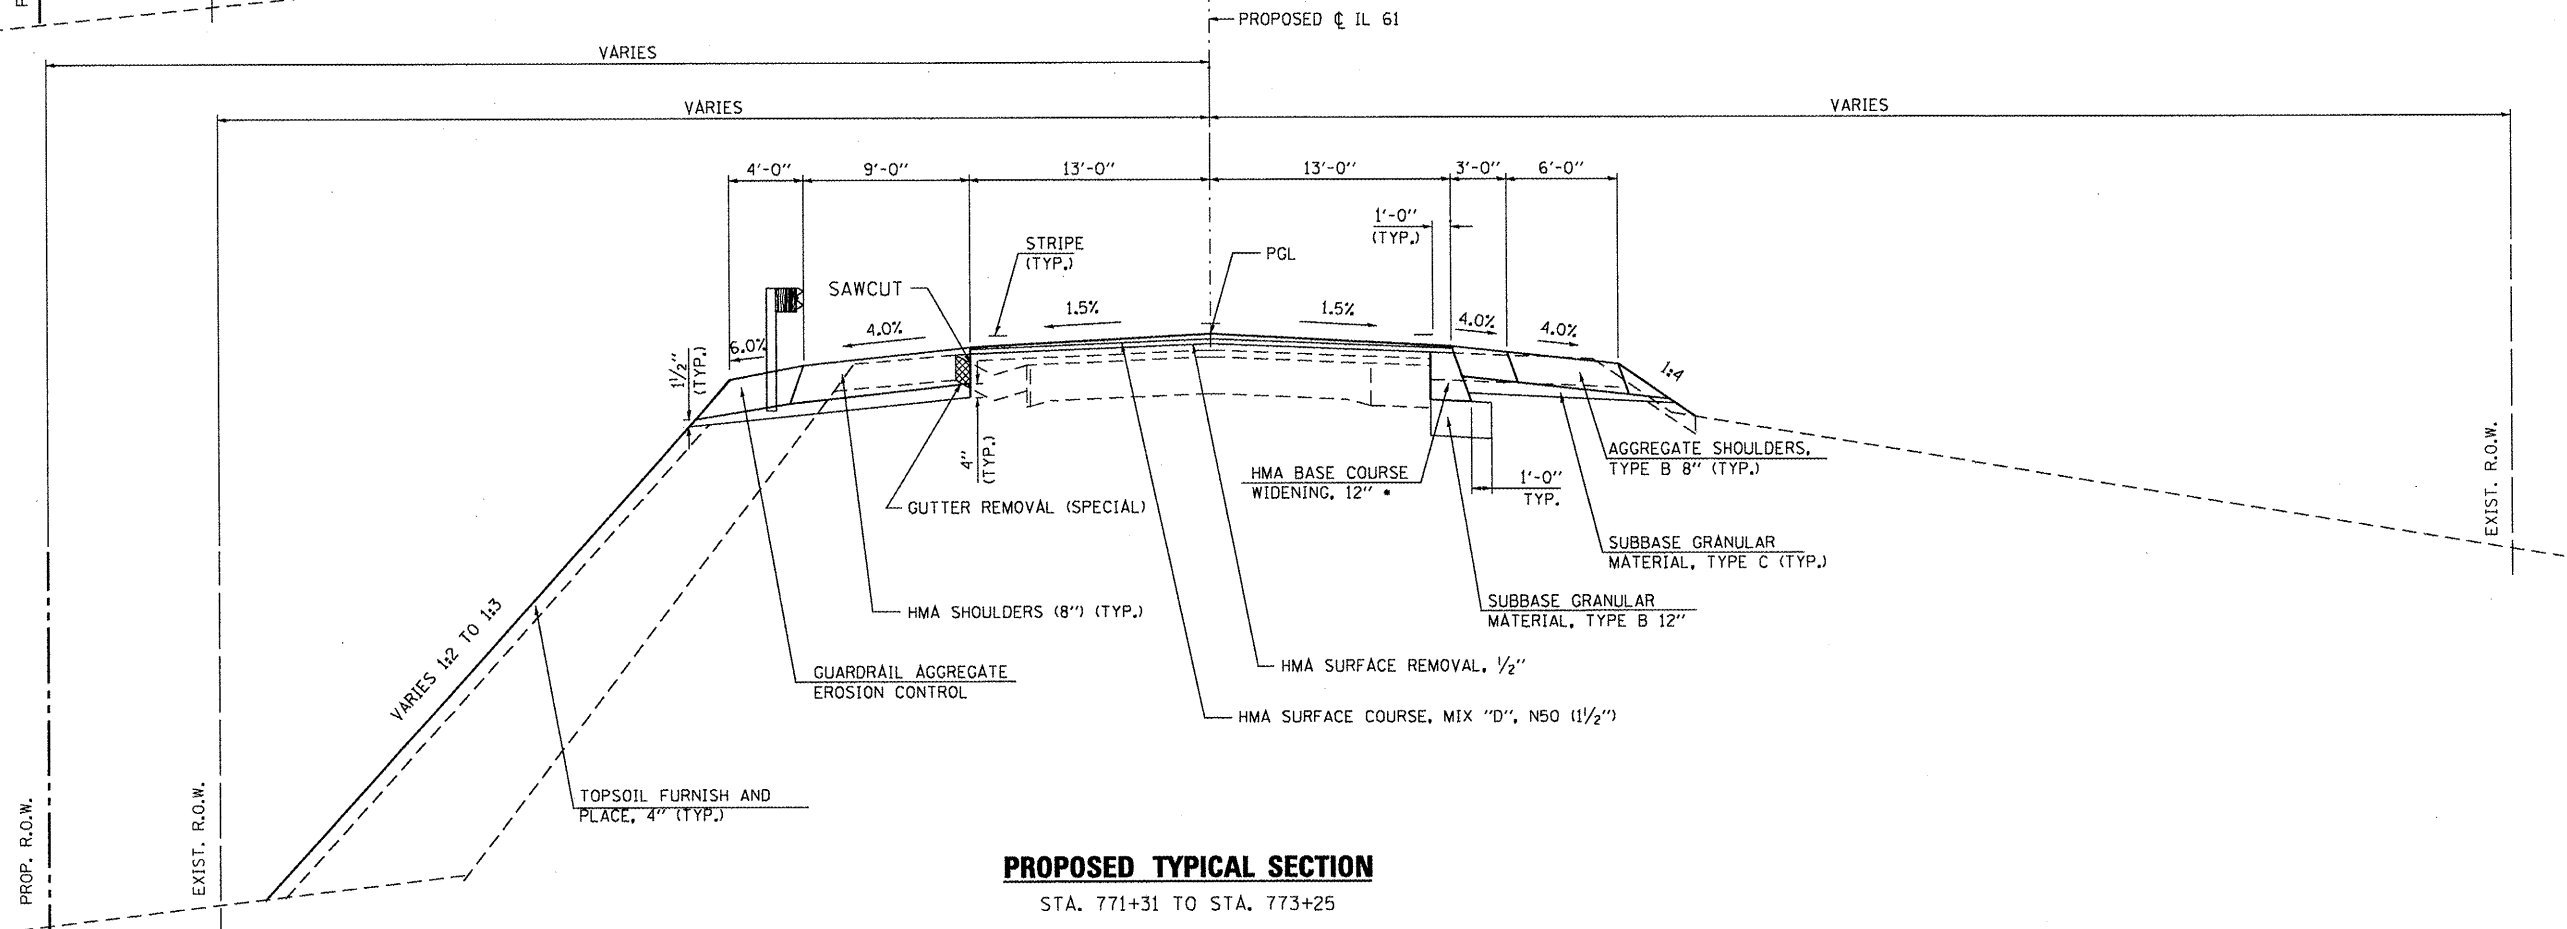 PROPOSED ℄ IL 61
VARIES
VARIES
VARIES
4'-0"
9'-0"
13'-0"
13'-0"
3'-0"
6'-0"
1'-0"
(TYP.)
STRIPE
(TYP.)
PGL
SAWCUT
1.5%
1.5%
4.0%
4.0%
4.0%
6.0%
1½"
(TYP.)
1:4
4"
(TYP.)
AGGREGATE SHOULDERS,
TYPE B 8" (TYP.)
HMA BASE COURSE
WIDENING, 12" *
1'-0"
TYP.
GUTTER REMOVAL (SPECIAL)
EXIST. R.O.W.
SUBBASE GRANULAR
MATERIAL, TYPE C (TYP.)
HMA SHOULDERS (8") (TYP.)
SUBBASE GRANULAR
MATERIAL, TYPE B 12"
VARIES 1:2 TO 1:3
GUARDRAIL AGGREGATE
EROSION CONTROL
HMA SURFACE REMOVAL, ½"
HMA SURFACE COURSE, MIX "D", N50 (1½")
TOPSOIL FURNISH AND
PLACE, 4" (TYP.)
PROP. R.O.W.
EXIST. R.O.W.
PROPOSED TYPICAL SECTION
STA. 771+31 TO STA. 773+25